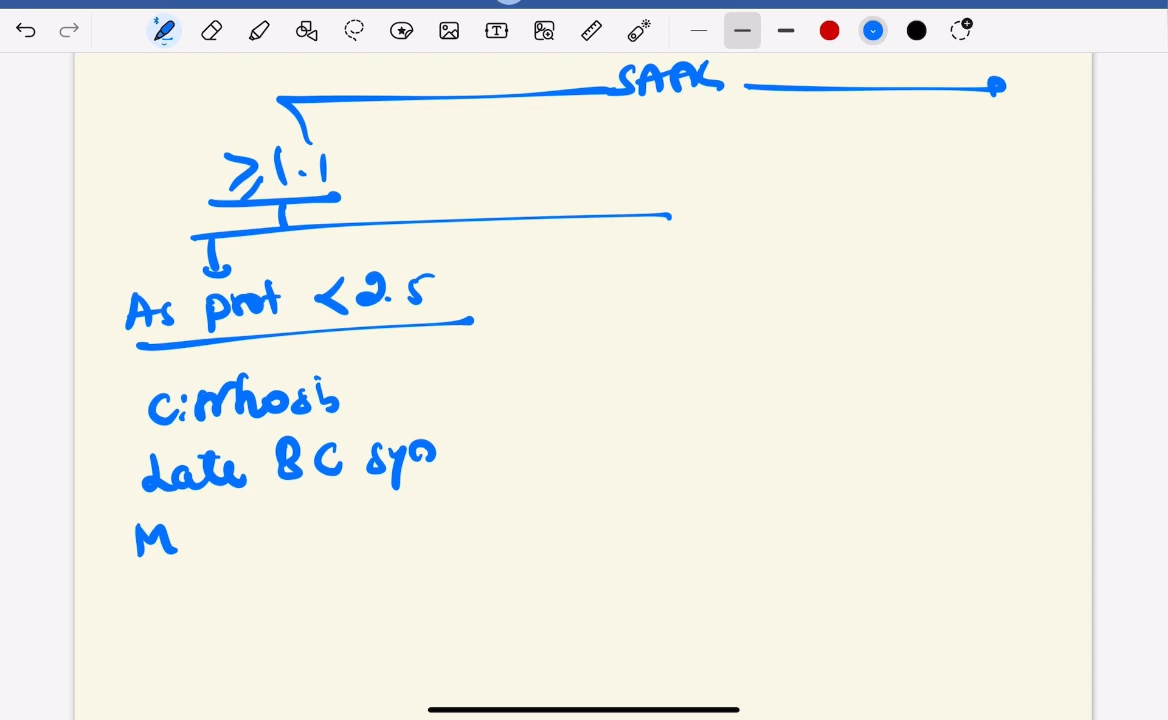 SAAG
≥1.1
As prot <2.5
Cirrhosis
Late BC syn
M